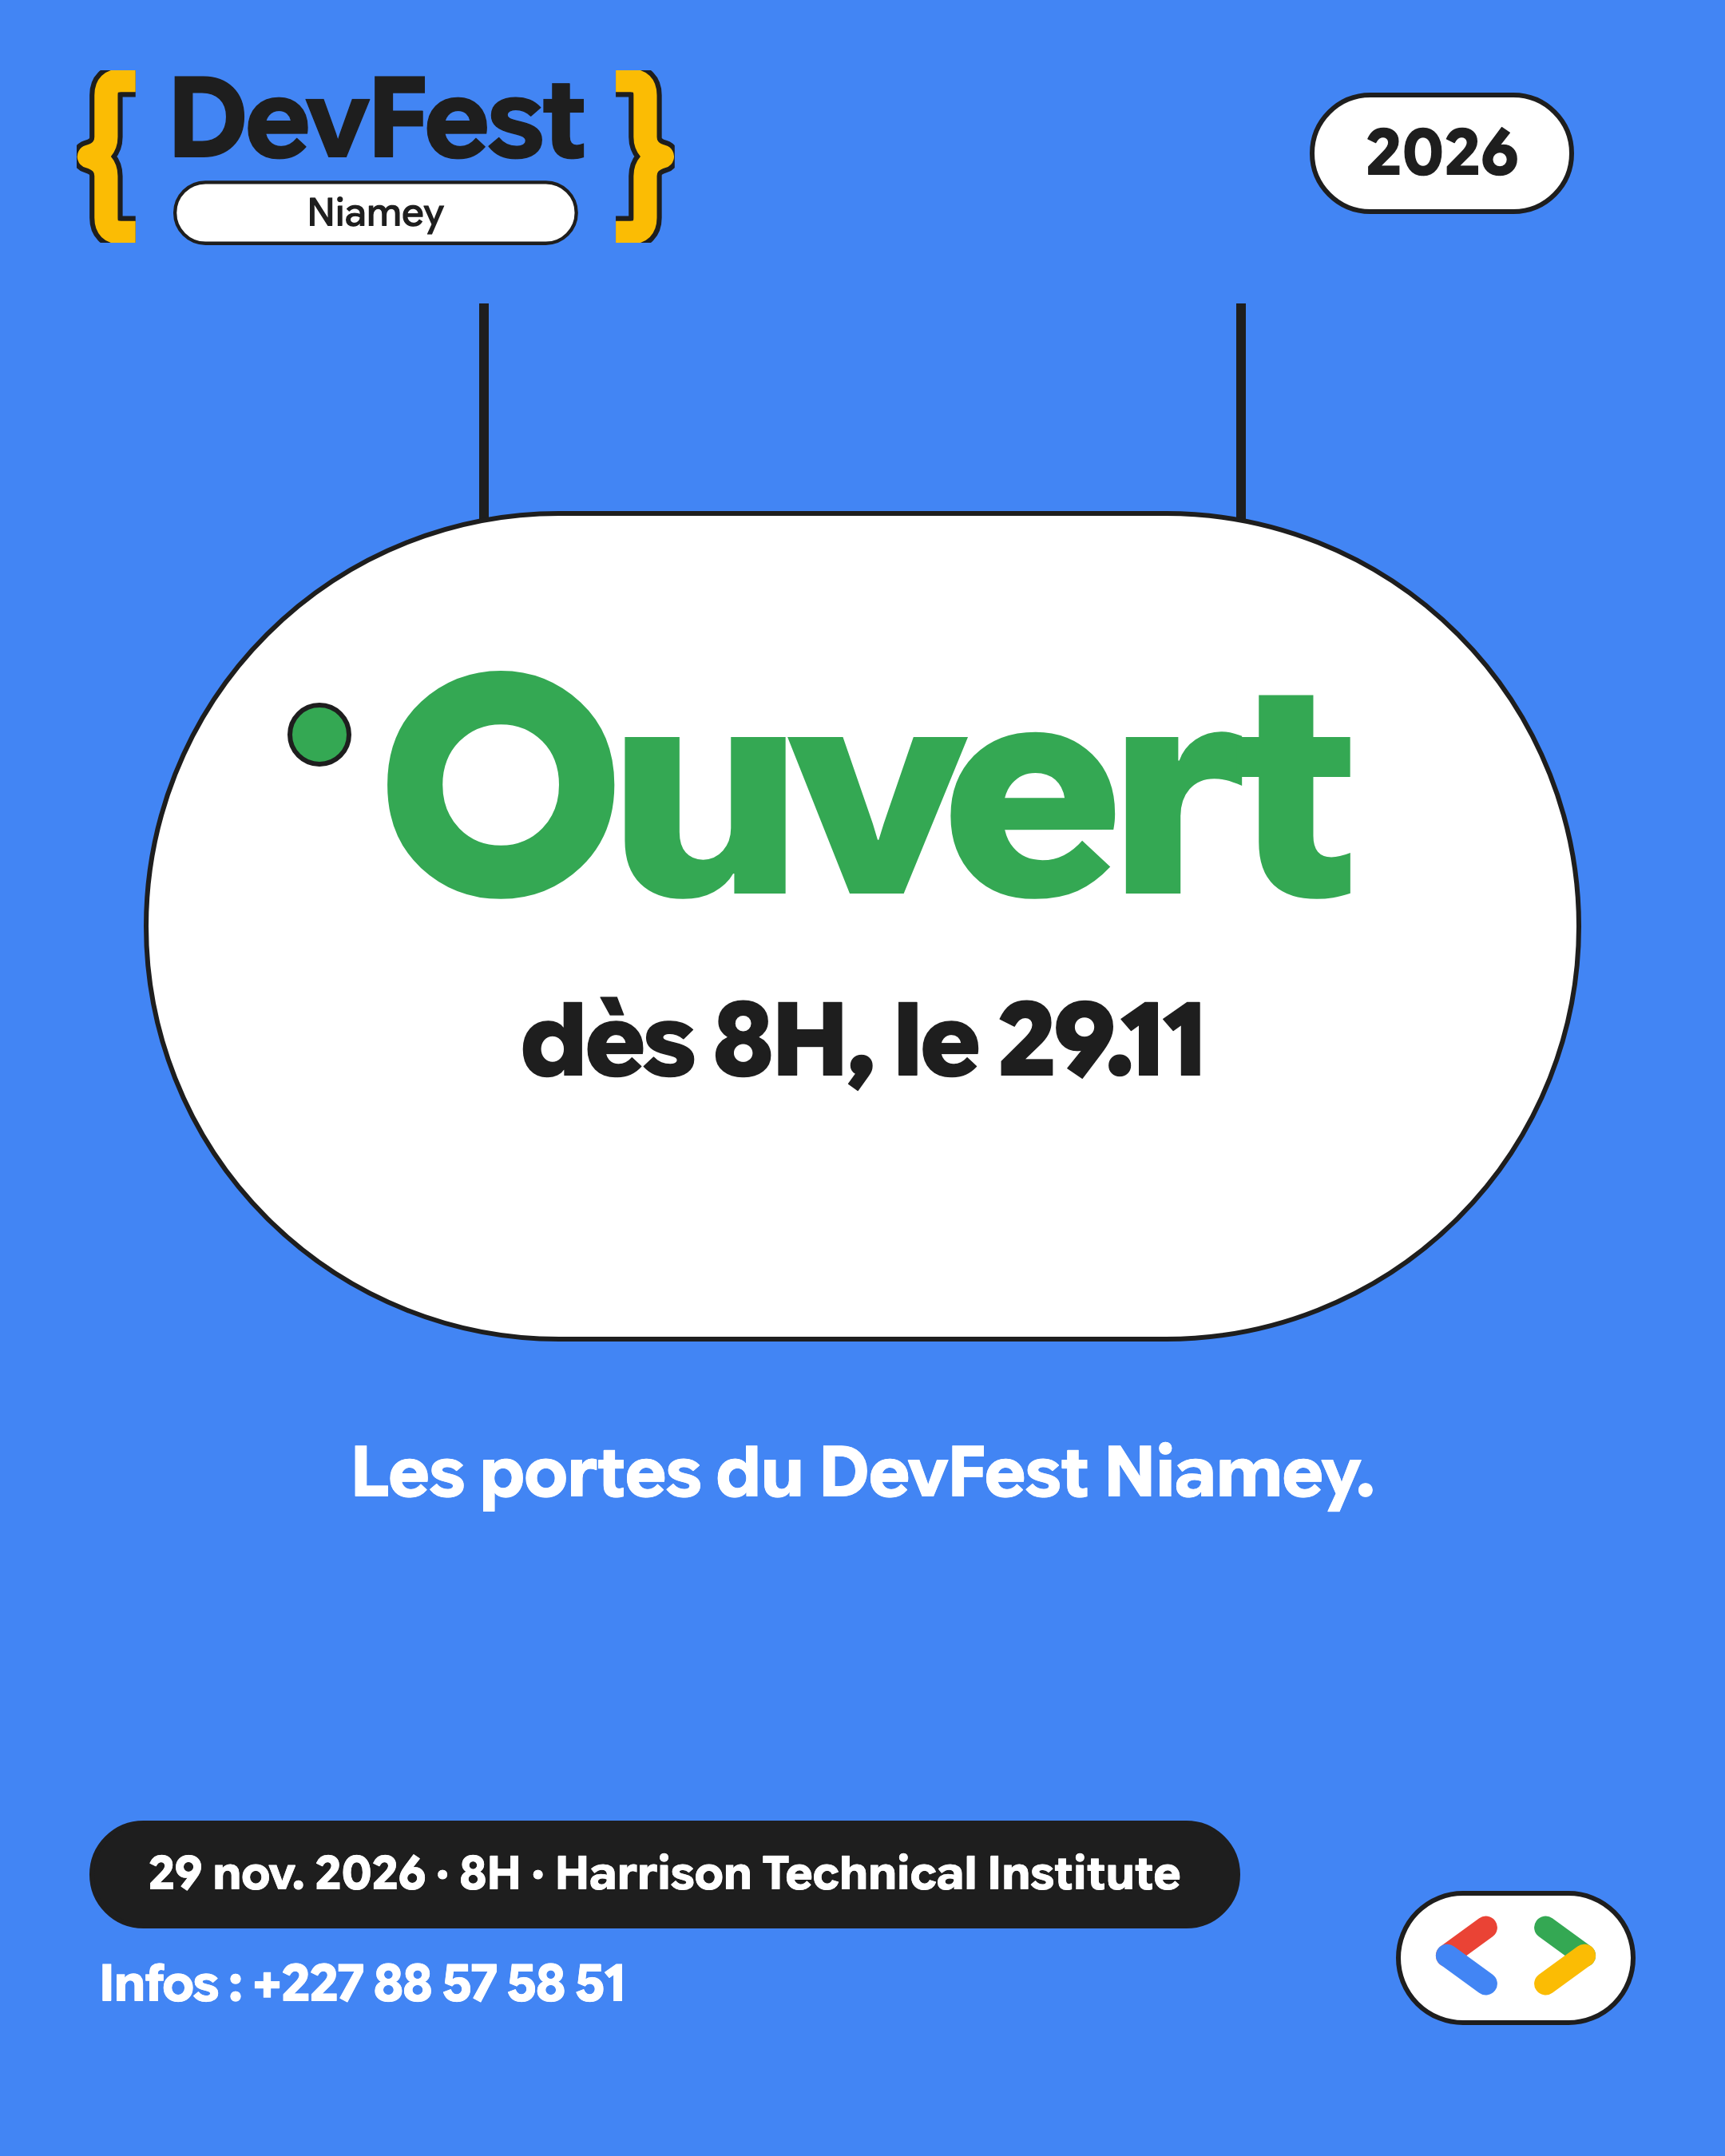 { DevFest }
Niamey
2026
Ouvert
dès 8H, le 29.11
Les portes du DevFest Niamey.
29 nov. 2026 · 8H · Harrison Technical Institute
Infos : +227 88 57 58 51